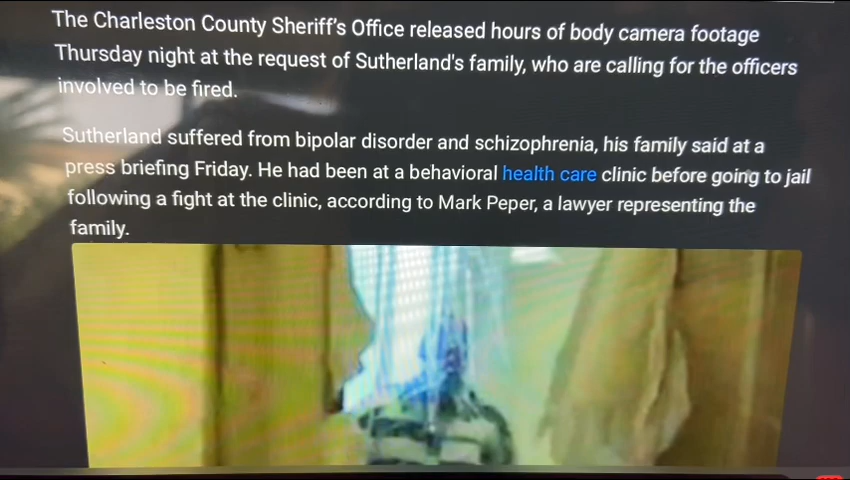 The Charleston County Sheriff's Office released hours of body camera footage
Thursday night at the request of Sutherland's family, who are calling for the officers
involved to be fired.
Sutherland suffered from bipolar disorder and schizophrenia, his family said at a
press briefing Friday. He had been at a behavioral health care clinic before going to jail
following a fight at the clinic, according to Mark Peper, a lawyer representing the
family.